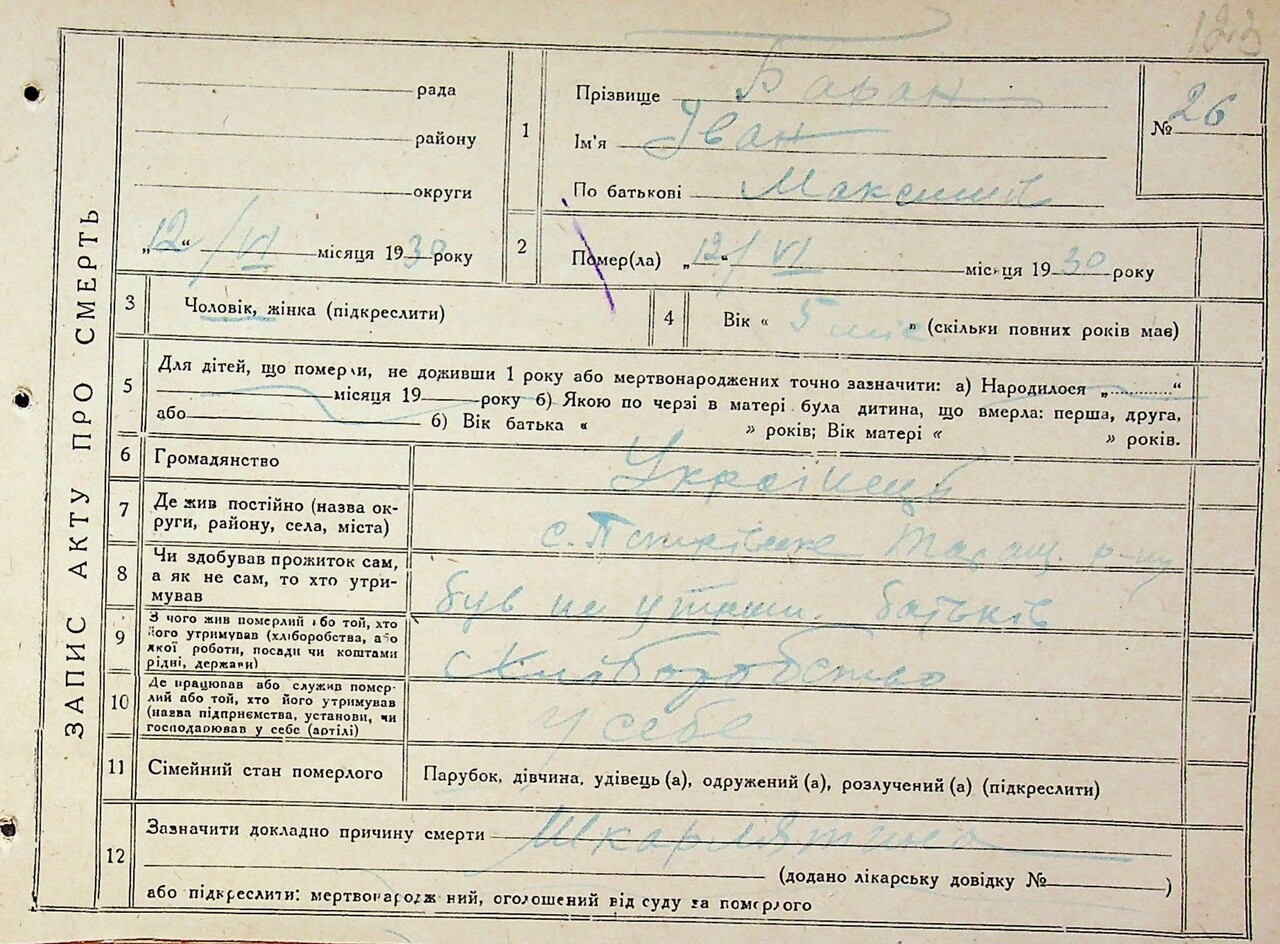 123
ЗАПИС АКТУ ПРО СМЕРТЬ
рада
району
округи
„12“ / VI місяця 1930 року
1
Прізвище Баран
Ім'я Іван
По батькові
№ 26
2
Помер(ла) „12“ / VI місяця 1930 року
3
Чоловік, жінка (підкреслити)
4
Вік « 5 міс " (скільки повних років має)
5
Для дітей, що померли, не доживши 1 року або мертвонароджених точно зазначити: а) Народилося „ “
місяця 19 року б) Якою по черзі в матері була дитина, що вмерла: перша, друга,
або б) Вік батька « » років; Вік матері « » років.
6
Громадянство
Українець
7
Де жив постійно (назва ок-
руги, району, села, міста)
с. Таращ. р-ну
8
Чи здобував прожиток сам,
а як не сам, то хто утри-
мував
був на утрим. батьків
9
З чого жив померлий або той, хто
його утримував (хліборобства, або
якої роботи, посади чи коштами
рідні, держави)
Хліборобство
10
Де працював або служив помер-
лий або той, хто його утримував
(назва підприємства, установи, чи
господарював у себе (артілі)
У себе
11
Сімейний стан померлого
Парубок, дівчина, удівець (а), одружений (а), розлучений (а) (підкреслити)
12
Зазначити докладно причину смерти Шкарлятина
(додано лікарську довідку № )
або підкреслити: мертвонароджений, оголошений від суду за померлого